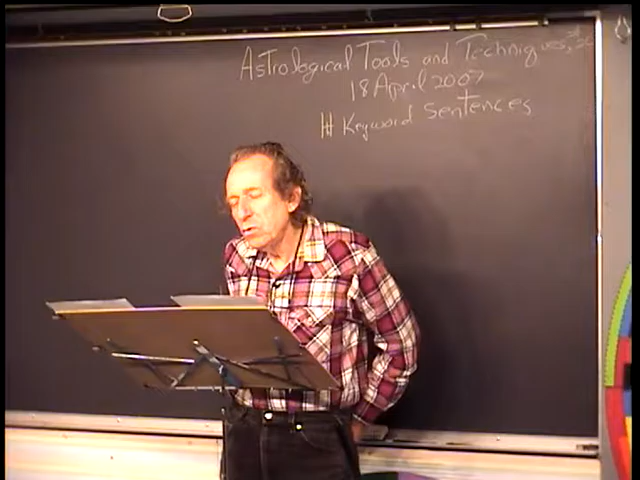 Astrological Tools and Techniques,
18 April 2007
# Keyword Sentences